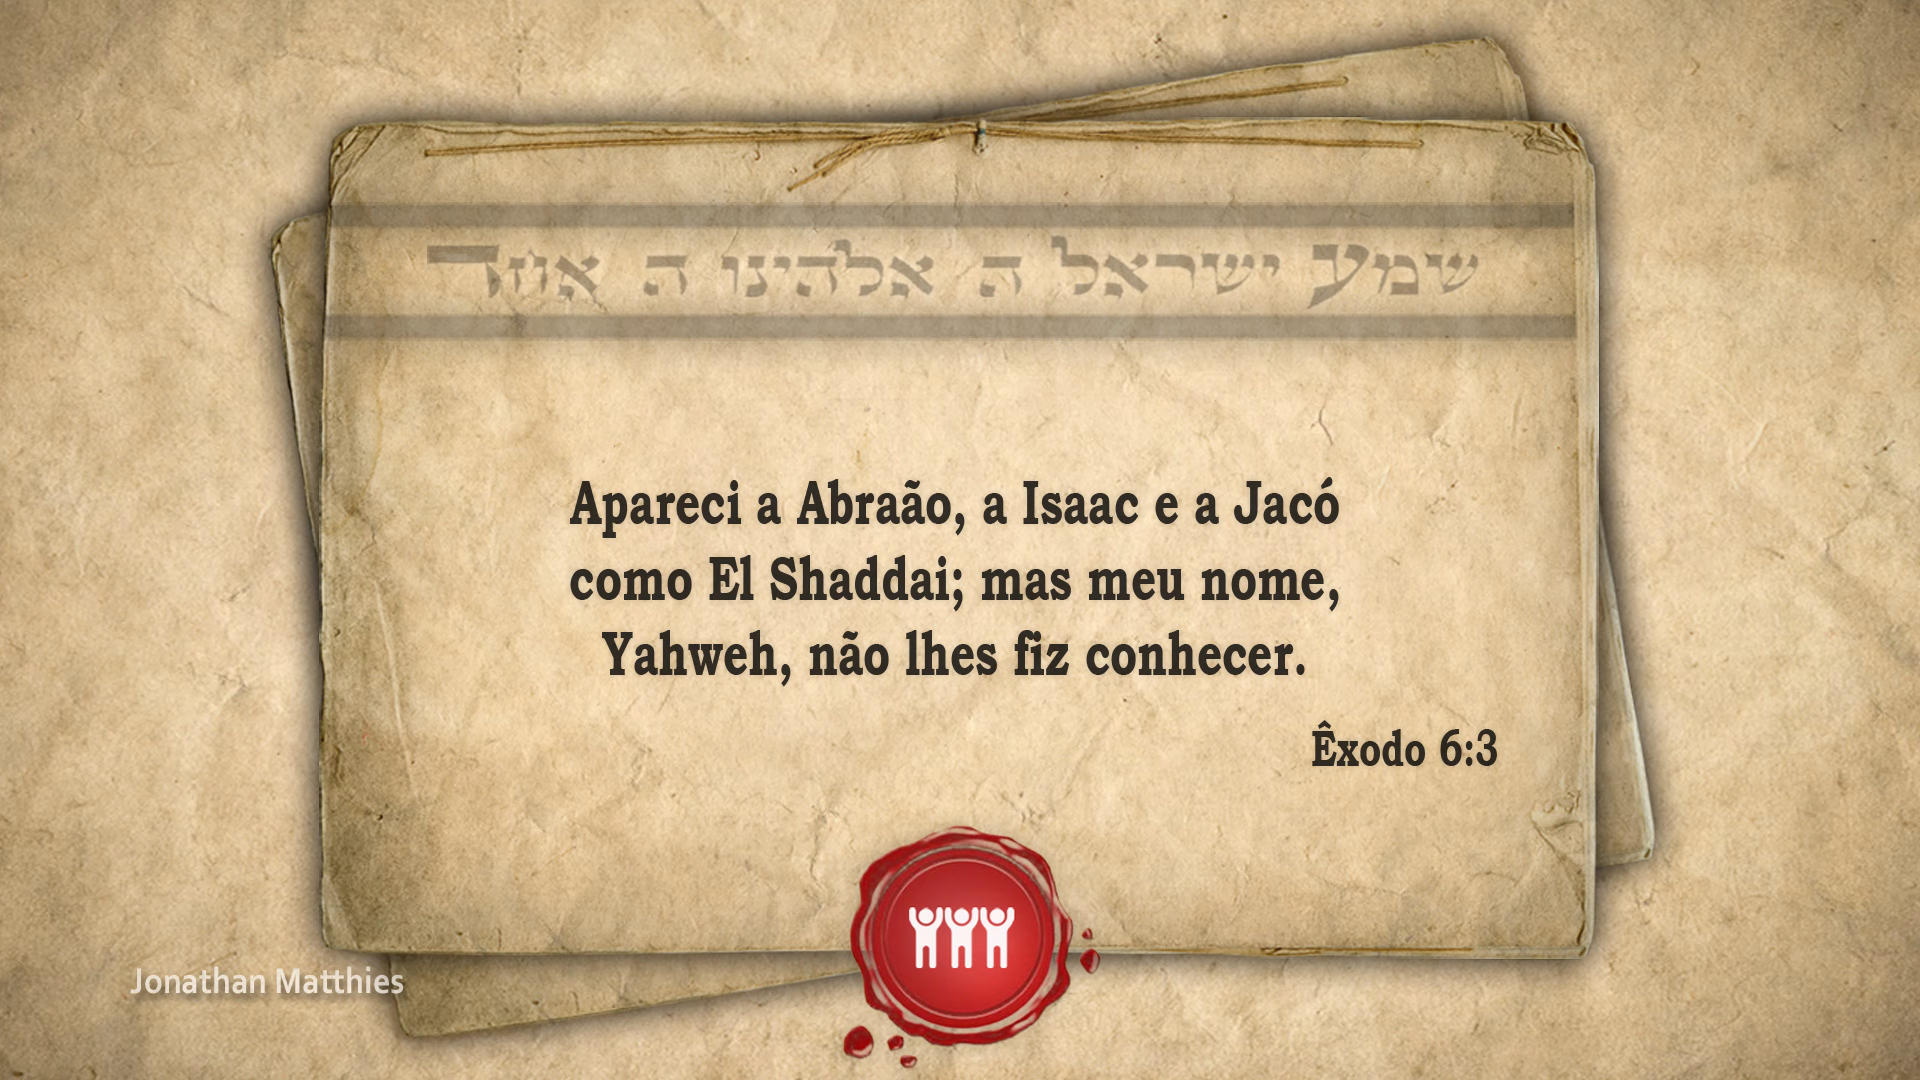 שמע ישראל ה אלהינו ה אחד
Apareci a Abraão, a Isaac e a Jacó
como El Shaddai; mas meu nome,
Yahweh, não lhes fiz conhecer.
Êxodo 6:3
Jonathan Matthies